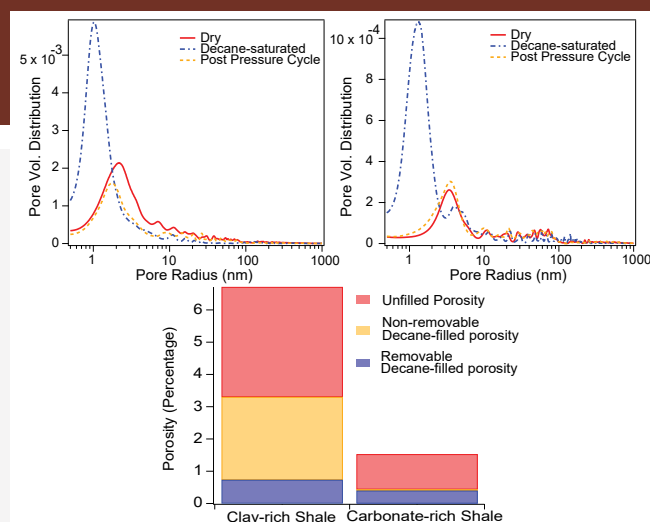 Dry
Decane-saturated
Post Pressure Cycle
5 x 10-3
4
3
2
1
0
Pore Vol. Distribution
1
10
100
1000
Pore Radius (nm)
Dry
Decane-saturated
Post Pressure Cycle
10 x 10-4
8
6
4
2
0
Pore Vol. Distribution
1
10
100
1000
Pore Radius (nm)
Unfilled Porosity
Non-removable
Decane-filled porosity
Removable
Decane-filled porosity
6
5
4
3
2
1
0
Porosity (Percentage)
Clay-rich Shale
Carbonate-rich Shale